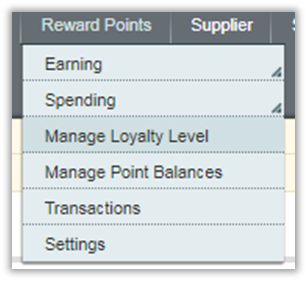 Reward Points Supplier
Earning
Spending
Manage Loyalty Level
Manage Point Balances
Transactions
Settings